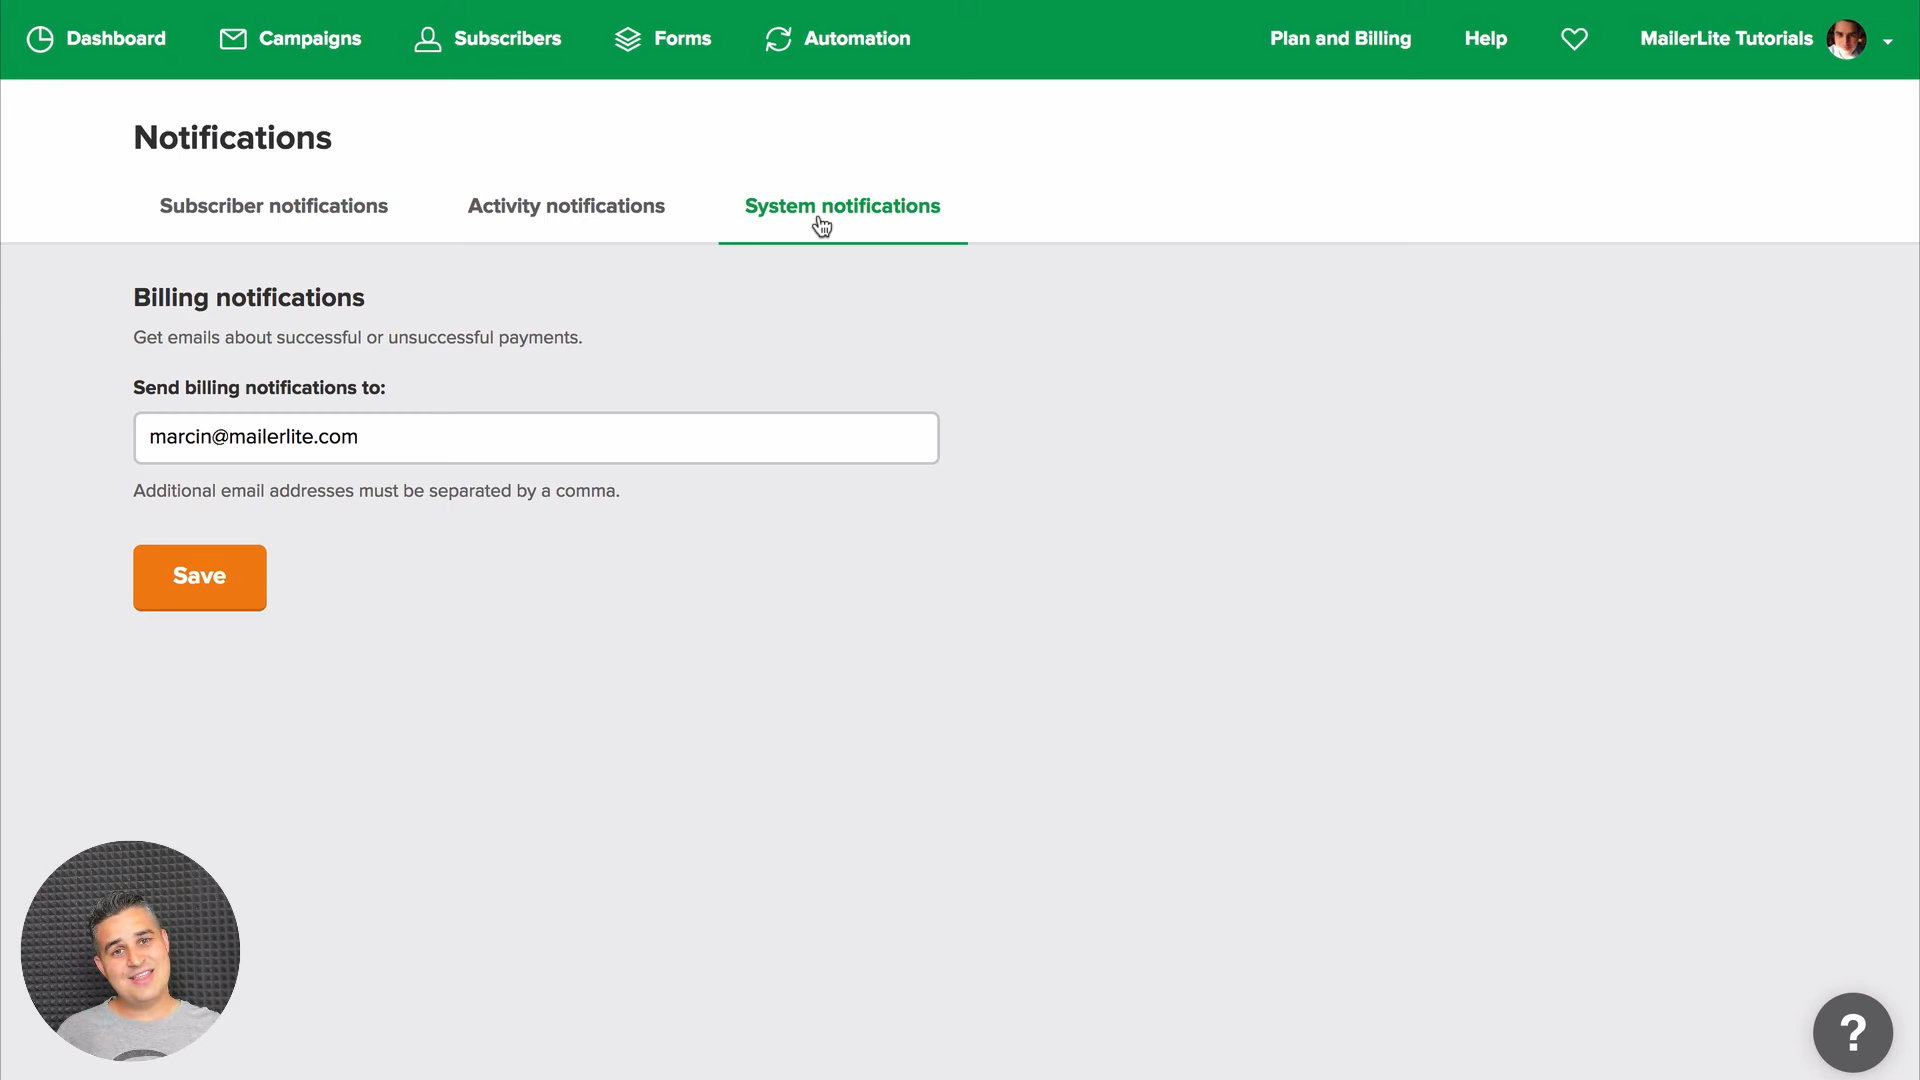 Dashboard
Campaigns
Subscribers
Forms
Automation
Plan and Billing
Help
MailerLite Tutorials
Notifications
Subscriber notifications
Activity notifications
System notifications
Billing notifications
Get emails about successful or unsuccessful payments.
Send billing notifications to:
marcin@mailerlite.com
Additional email addresses must be separated by a comma.
Save
?